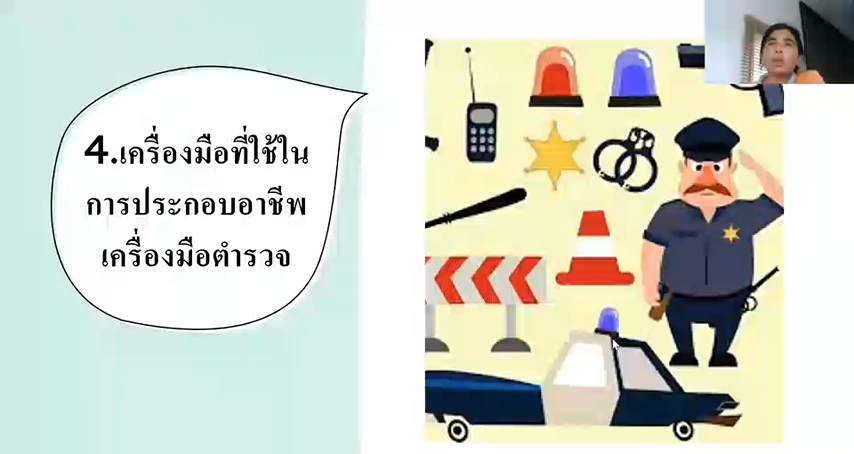 4.เครื่องมือที่ใช้ใน
การประกอบอาชีพ
เครื่องมือตำรวจ